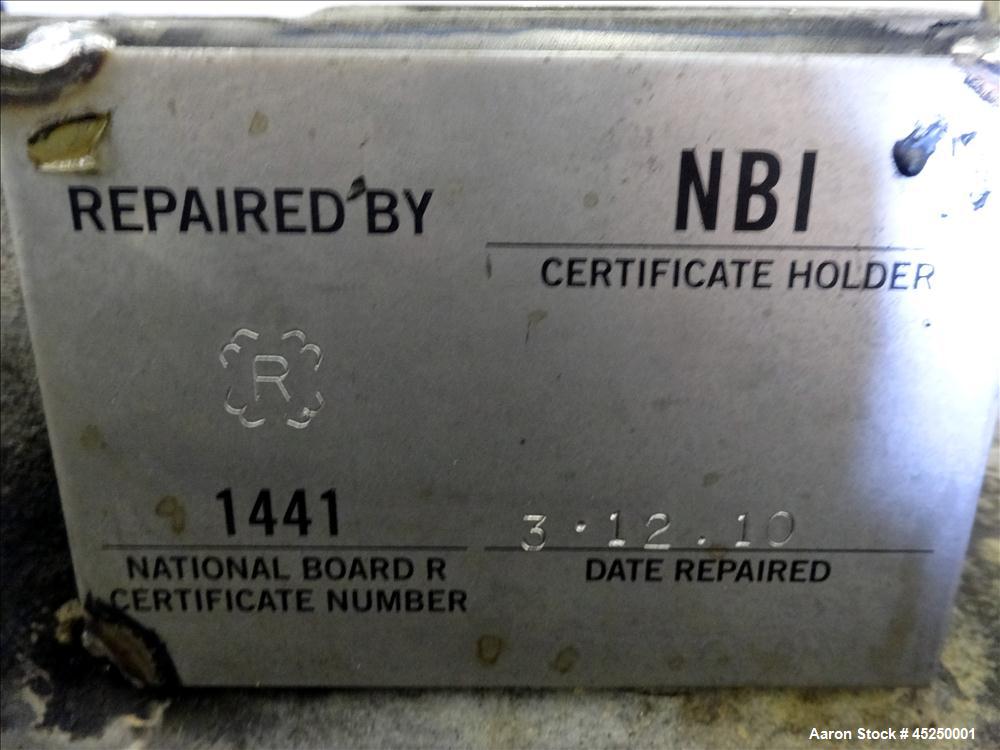 REPAIRED BY
NBI
CERTIFICATE HOLDER
R
1441
NATIONAL BOARD R
CERTIFICATE NUMBER
3·12.10
DATE REPAIRED
Aaron Stock # 45250001